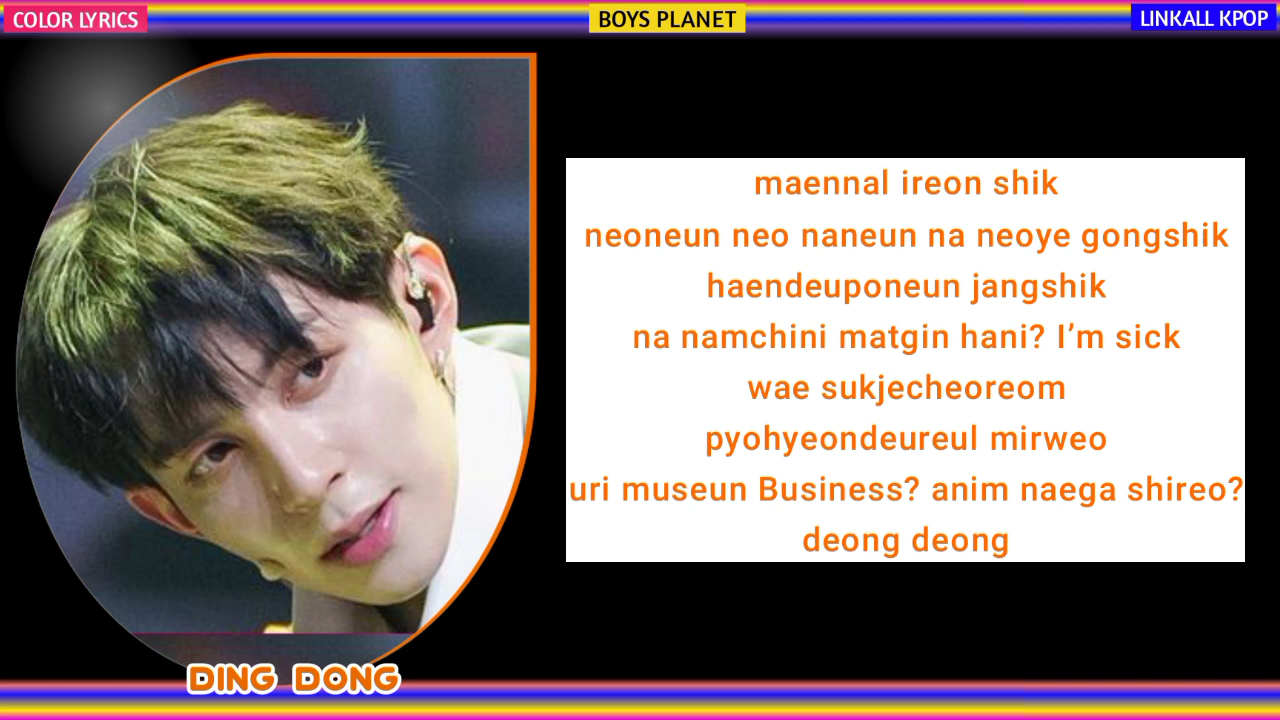 COLOR LYRICS
BOYS PLANET
LINKALL KPOP
maennal ireon shik
neoneun neo naneun na neoye gongshik
haendeuponeun jangshik
na namchini matgin hani? I’m sick
wae sukjecheoreom
pyohyeondeureul mirweo
uri museun Business? anim naega shireo?
deong deong
DING DONG